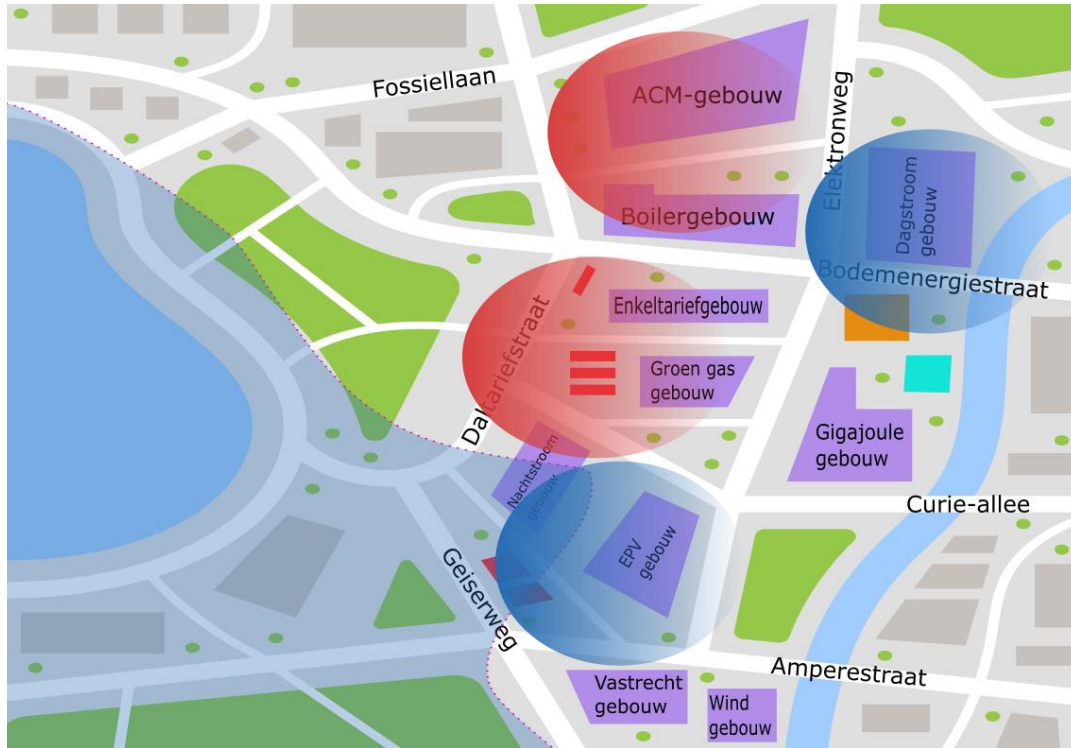 Fossiellaan
ACM-gebouw
Elektronweg
Boilergebouw
Dagstroom
gebouw
Bodemenergiestraat
Enkeltariefgebouw
Daltariefstraat
Groen gas
gebouw
Gigajoule
gebouw
Nachtstroom
gebouw
Curie-allee
EPV
gebouw
Geiserweg
Amperestraat
Vastrecht
gebouw
Wind
gebouw